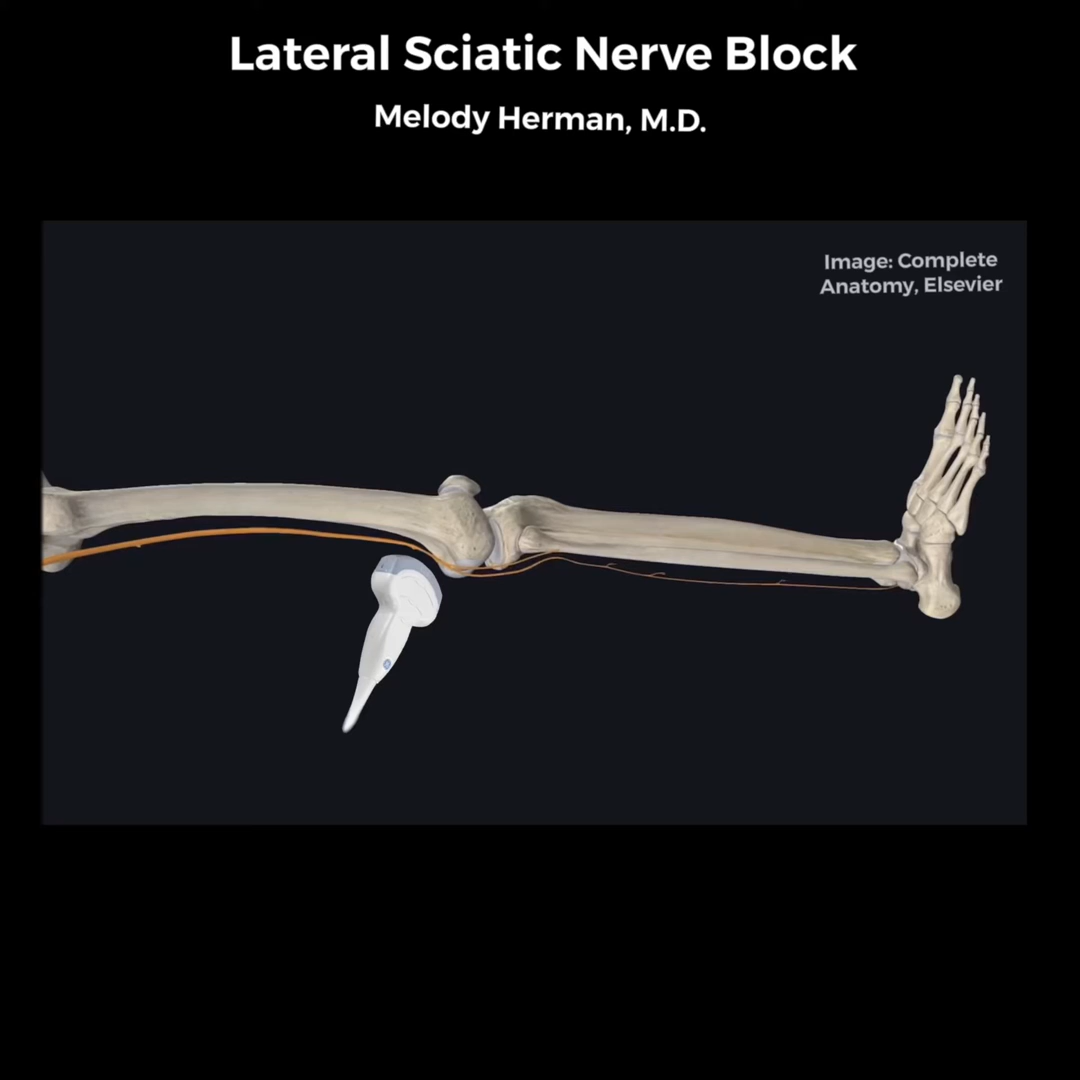 Lateral Sciatic Nerve Block
Melody Herman, M.D.
Image: Complete
Anatomy, Elsevier